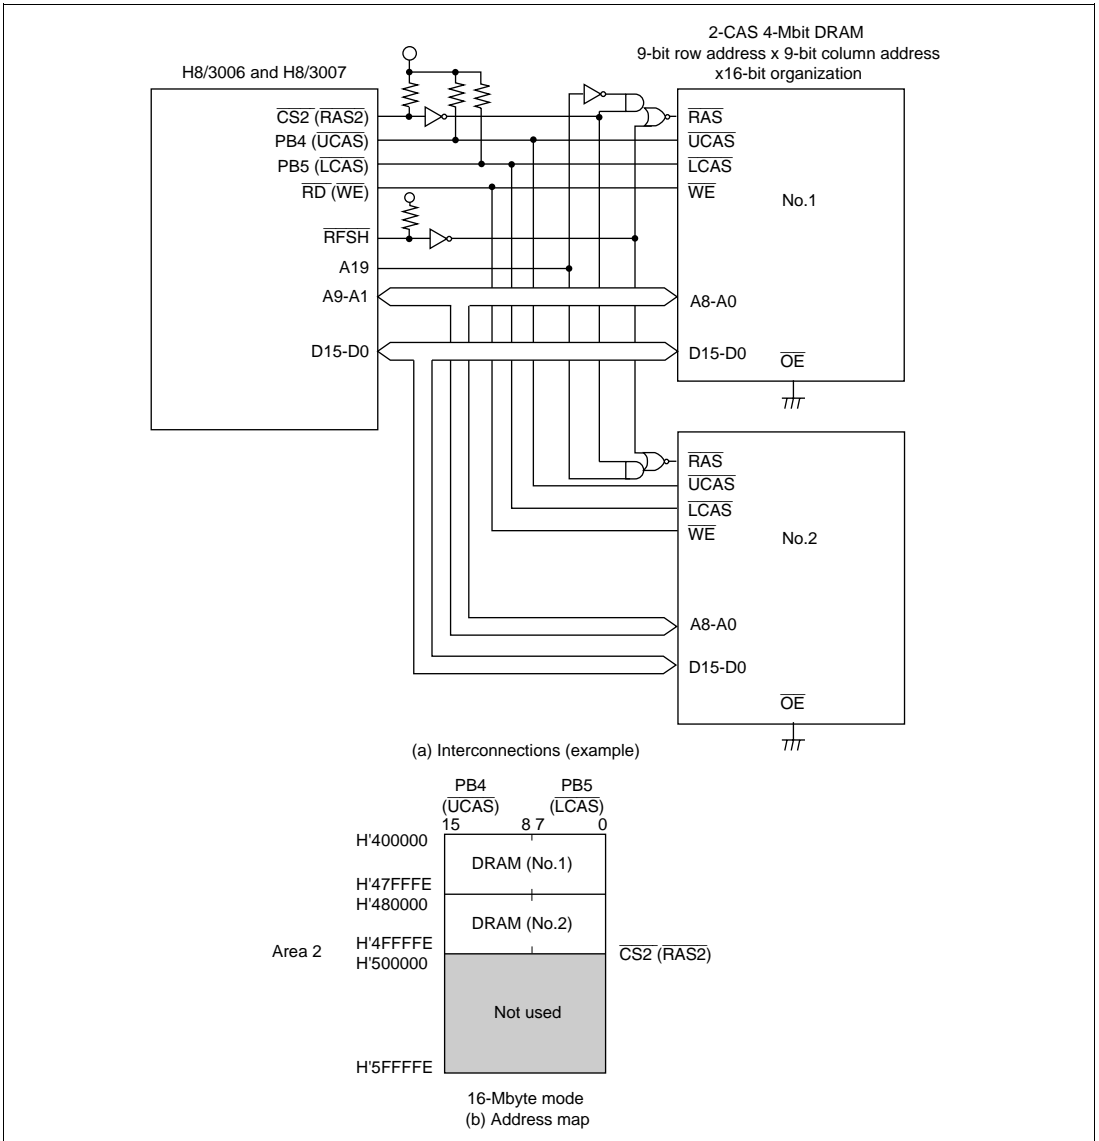 2-CAS 4-Mbit DRAM
9-bit row address x 9-bit column address
x16-bit organization
H8/3006 and H8/3007
CS2 (RAS2)
PB4 (UCAS)
PB5 (LCAS)
RD (WE)
RFSH
A19
A9-A1
D15-D0
RAS
UCAS
LCAS
WE
No.1
A8-A0
D15-D0
OE
RAS
UCAS
LCAS
WE
No.2
A8-A0
D15-D0
OE
(a) Interconnections (example)
PB4 PB5
(UCAS) (LCAS)
15 8 7 0
H'400000
DRAM (No.1)
H'47FFFE
H'480000
DRAM (No.2)
Area 2
H'4FFFFE
CS2 (RAS2)
H'500000
Not used
H'5FFFFE
16-Mbyte mode
(b) Address map